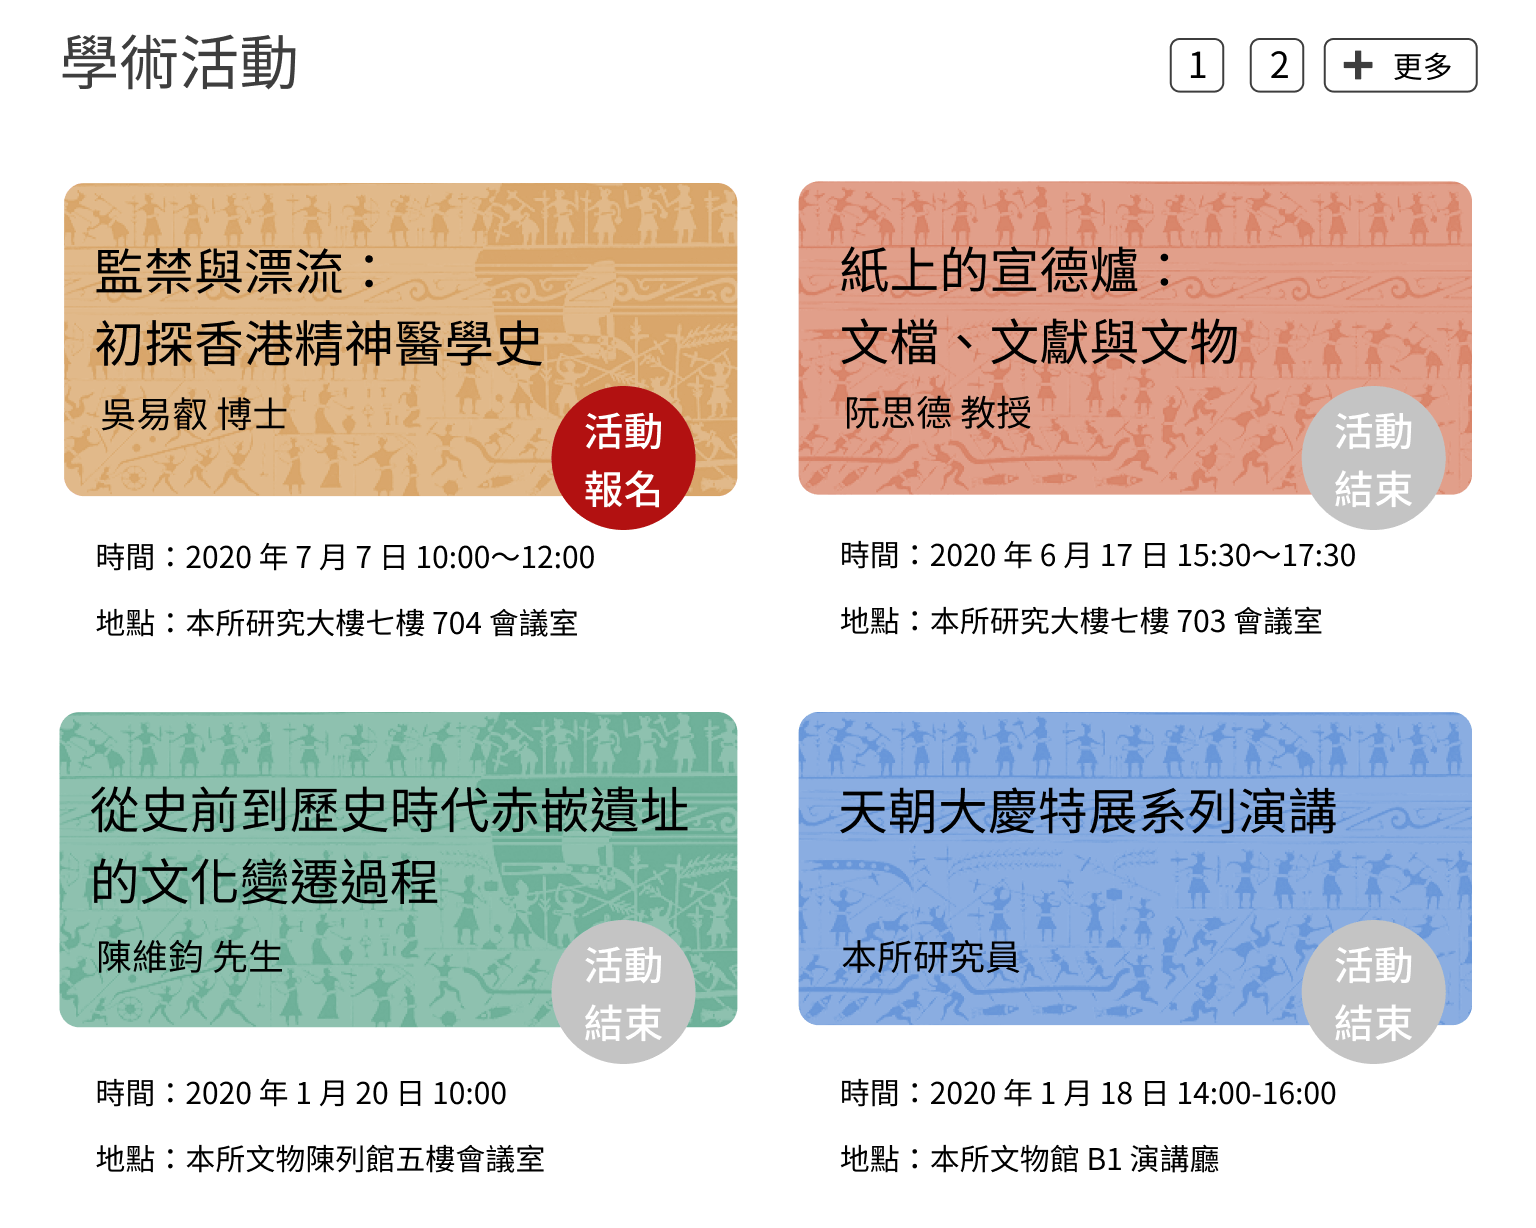 學術活動
1
2
更多
監禁與漂流：
初探香港精神醫學史
吳易叡 博士
活動
報名
時間：2020 年 7 月 7 日 10:00～12:00
地點：本所研究大樓七樓 704 會議室
紙上的宣德爐：
文檔、文獻與文物
阮思德 教授
活動
結束
時間：2020 年 6 月 17 日 15:30～17:30
地點：本所研究大樓七樓 703 會議室
從史前到歷史時代赤嵌遺址
的文化變遷過程
陳維鈞 先生
活動
結束
時間：2020 年 1 月 20 日 10:00
地點：本所文物陳列館五樓會議室
天朝大慶特展系列演講
本所研究員
活動
結束
時間：2020 年 1 月 18 日 14:00-16:00
地點：本所文物館 B1 演講廳